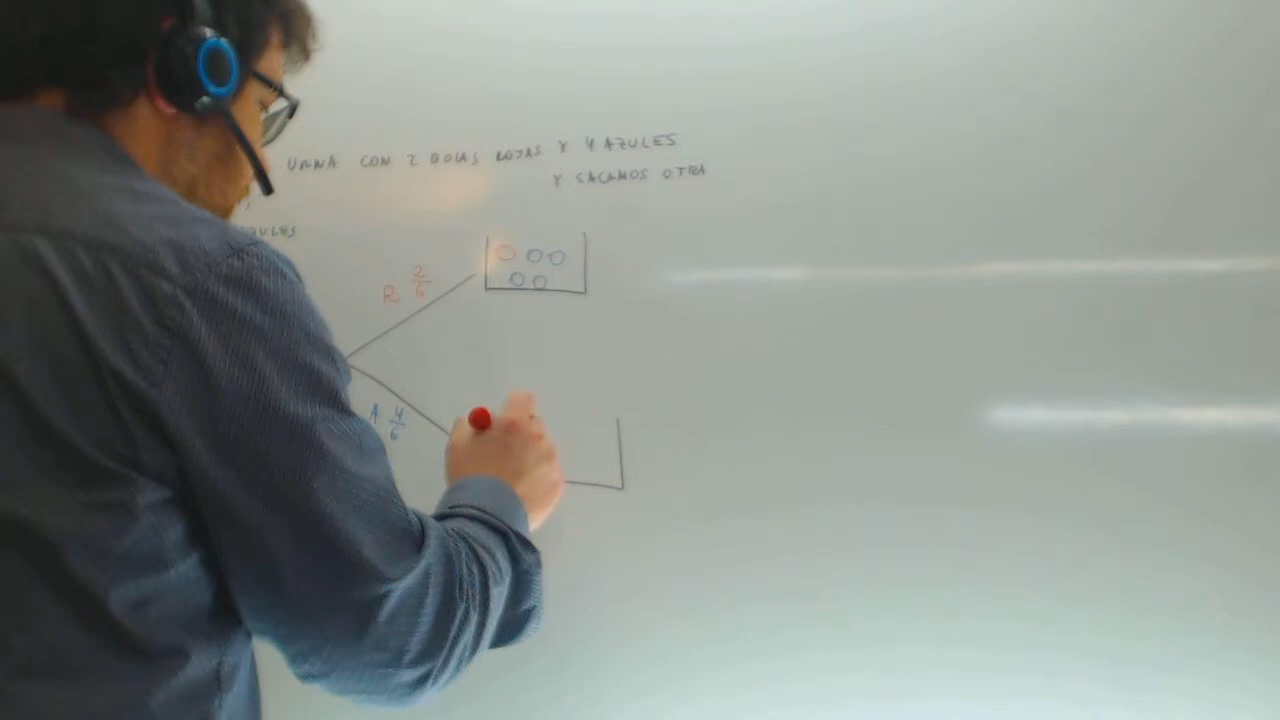 URNA CON 2 BOLAS ROJAS Y 4 AZULES
Y SACAMOS OTRA
ZULES
R 2/6
A 4/6